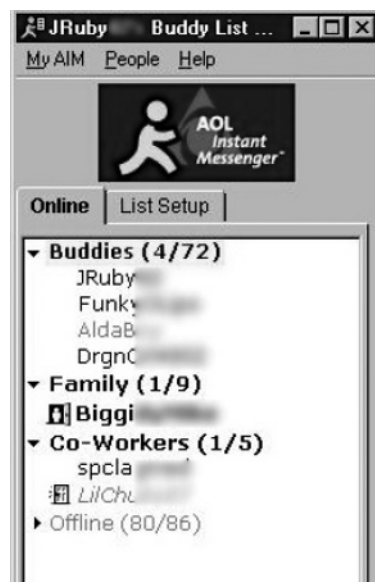 JRuby Buddy List ...
My AIM People Help
AOL
Instant
Messenger
Online List Setup
Buddies (4/72)
JRuby
Funky
AldaB
Drgn
Family (1/9)
Biggi
Co-Workers (1/5)
spcla
LilChu
Offline (80/86)